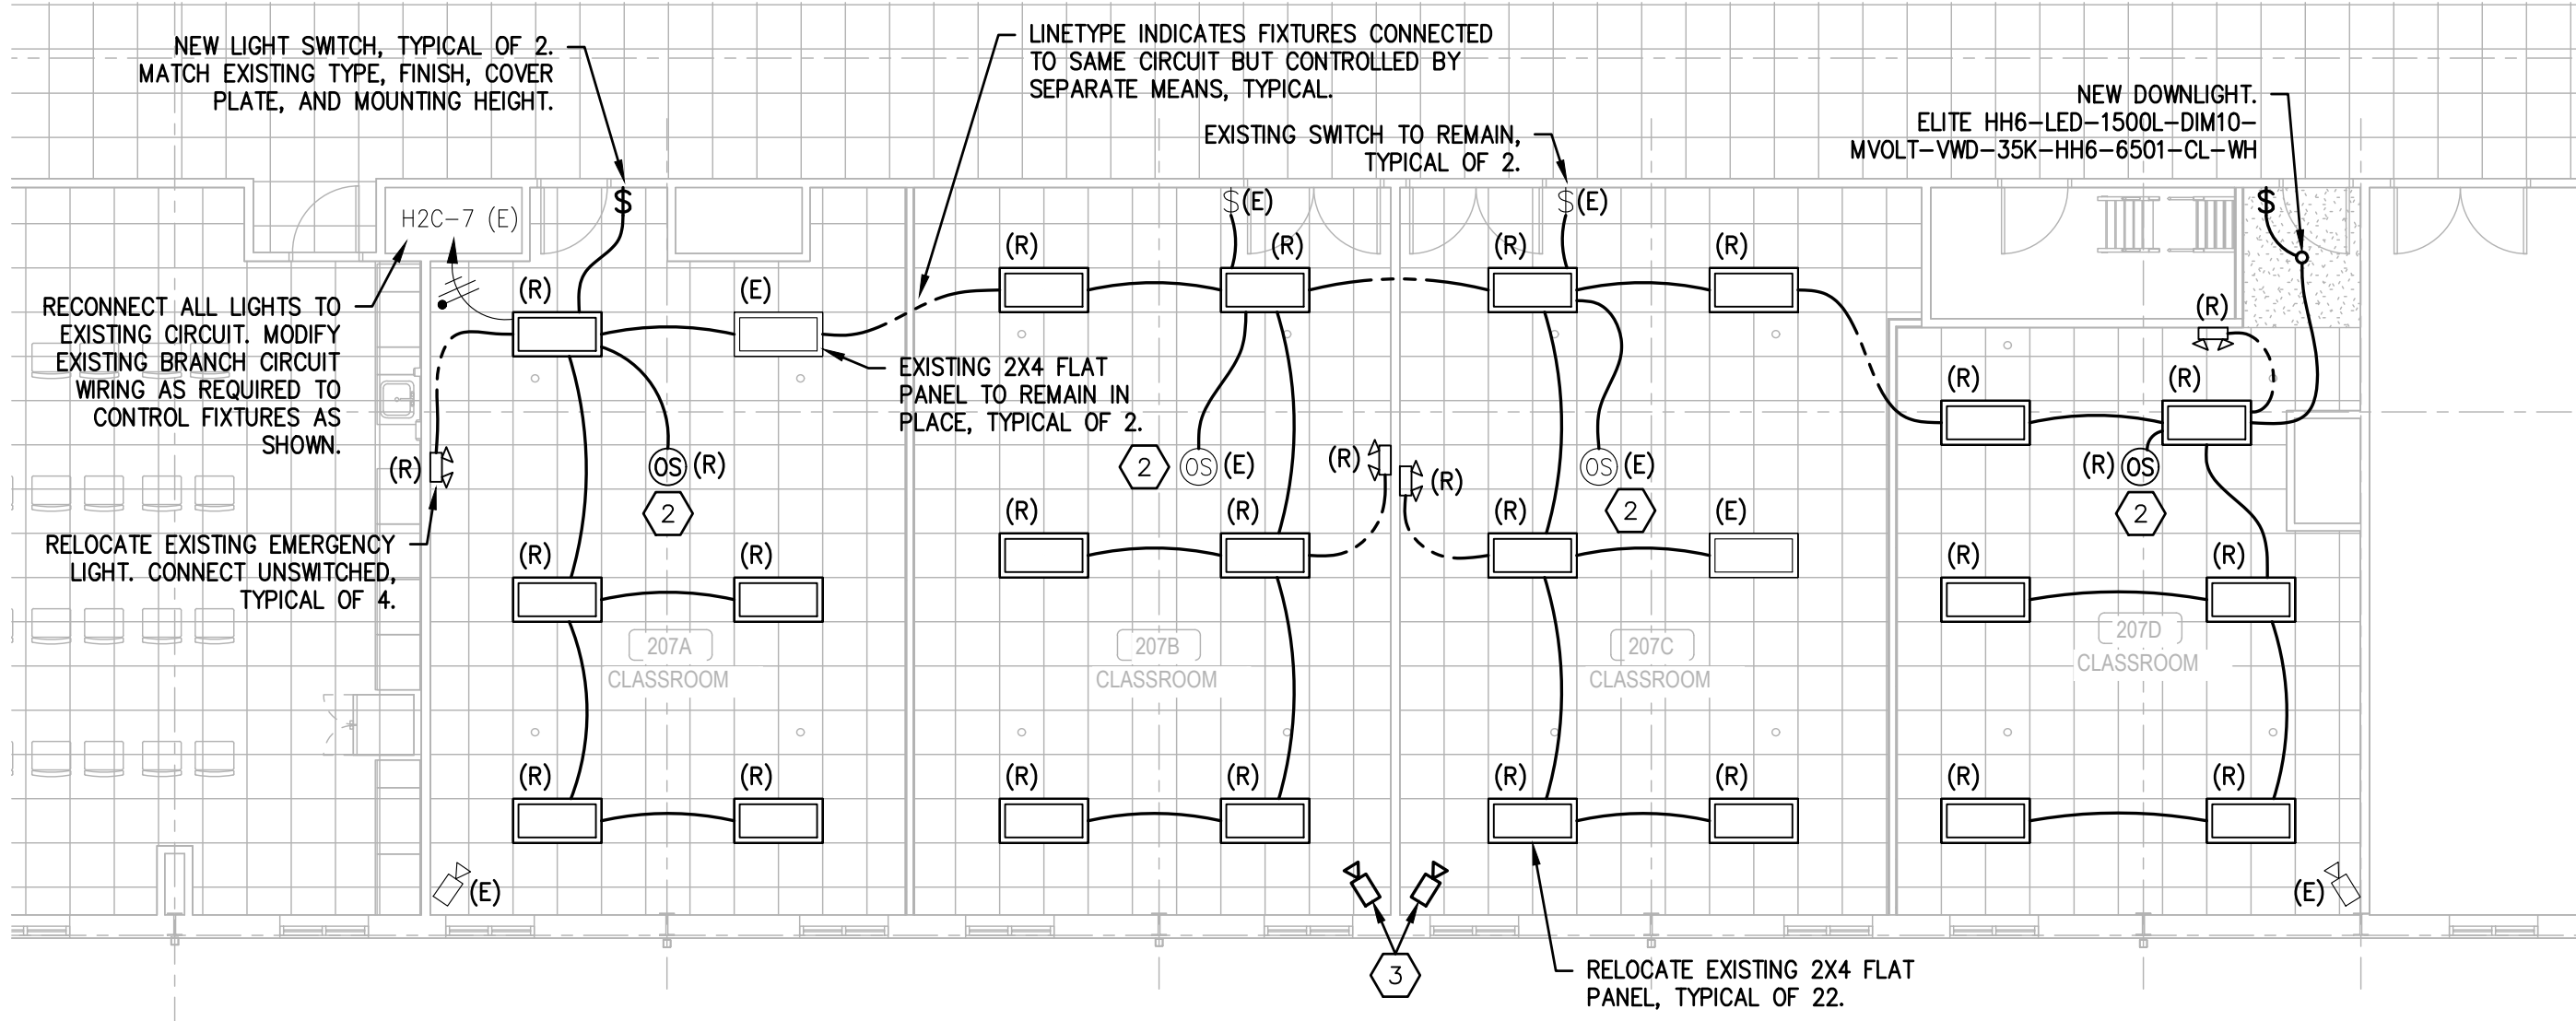 NEW LIGHT SWITCH, TYPICAL OF 2.
MATCH EXISTING TYPE, FINISH, COVER
PLATE, AND MOUNTING HEIGHT.
LINETYPE INDICATES FIXTURES CONNECTED
TO SAME CIRCUIT BUT CONTROLLED BY
SEPARATE MEANS, TYPICAL.
EXISTING SWITCH TO REMAIN,
TYPICAL OF 2.
NEW DOWNLIGHT.
ELITE HH6-LED-1500L-DIM10-
MVOLT-VWD-35K-HH6-6501-CL-WH
H2C-7 (E)
$
$(E)
$(E)
$
RECONNECT ALL LIGHTS TO
EXISTING CIRCUIT. MODIFY
EXISTING BRANCH CIRCUIT
WIRING AS REQUIRED TO
CONTROL FIXTURES AS
SHOWN.
(R)
(E)
(R)
(R)
(R)
(R)
(R)
(R)
(R)
EXISTING 2X4 FLAT
PANEL TO REMAIN IN
PLACE, TYPICAL OF 2.
(R)
OS (R)
2
2
OS (E)
(R)
(R)
OS (E)
2
(R) OS
2
RELOCATE EXISTING EMERGENCY
LIGHT. CONNECT UNSWITCHED,
TYPICAL OF 4.
(R)
(R)
(R)
(R)
(R)
(E)
(R)
(R)
207A
CLASSROOM
207B
CLASSROOM
207C
CLASSROOM
207D
CLASSROOM
(R)
(R)
(R)
(R)
(R)
(R)
(R)
(R)
(E)
(E)
3
RELOCATE EXISTING 2X4 FLAT
PANEL, TYPICAL OF 22.